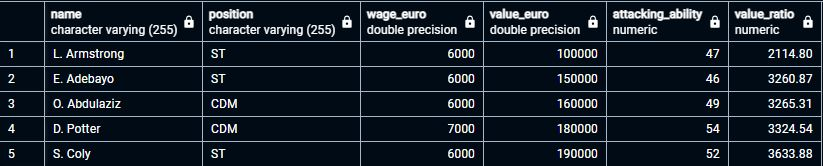 name position wage_euro value_euro attacking_ability value_ratio
character varying (255) character varying (255) double precision double precision numeric numeric
1 L. Armstrong ST 6000 100000 47 2114.80
2 E. Adebayo ST 6000 150000 46 3260.87
3 O. Abdulaziz CDM 6000 160000 49 3265.31
4 D. Potter CDM 7000 180000 54 3324.54
5 S. Coly ST 6000 190000 52 3633.88